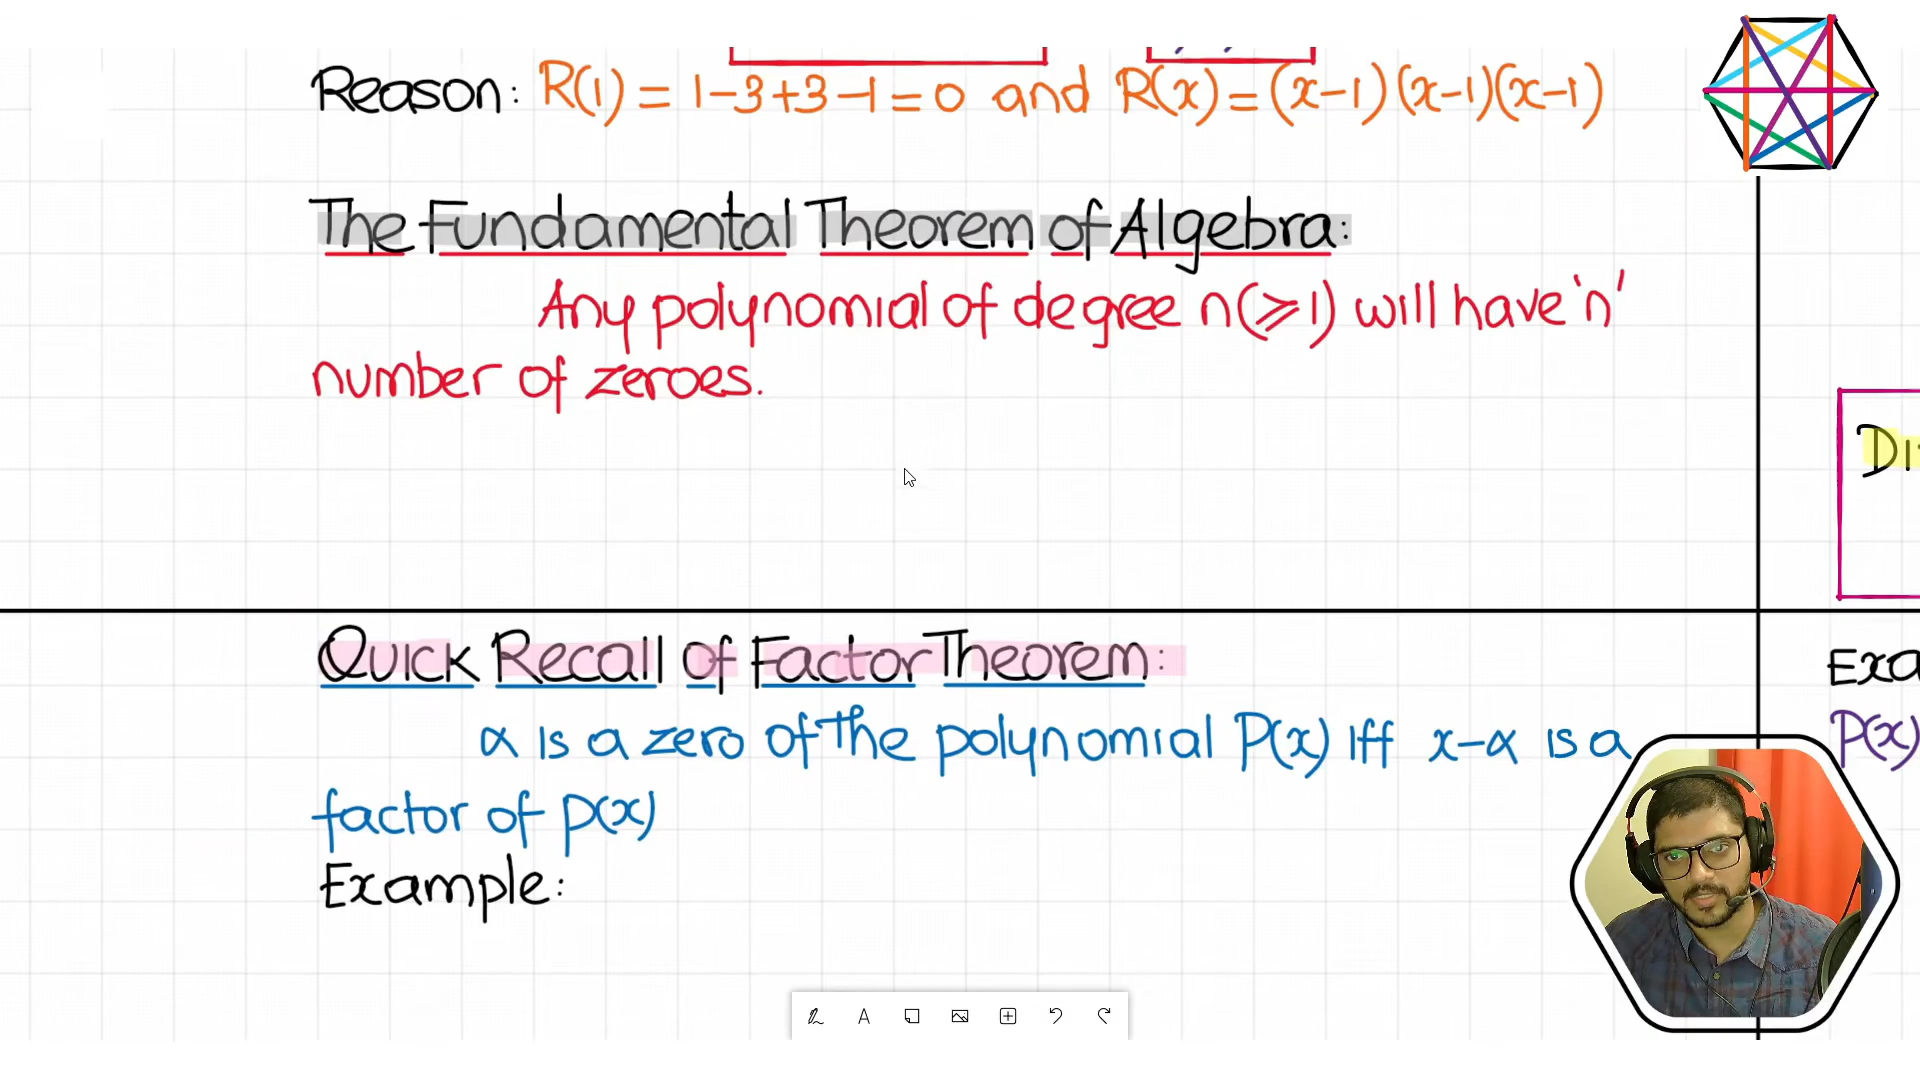 Reason: R(1) = 1-3+3-1=0 and R(x)=(x-1)(x-1)(x-1)
The Fundamental Theorem of Algebra:
Any polynomial of degree n(⩾1) will have 'n'
number of zeroes.
Quick Recall of Factor Theorem:
α is a zero of the polynomial P(x) iff x-α is a
factor of P(x)
Example:
P(x)
A